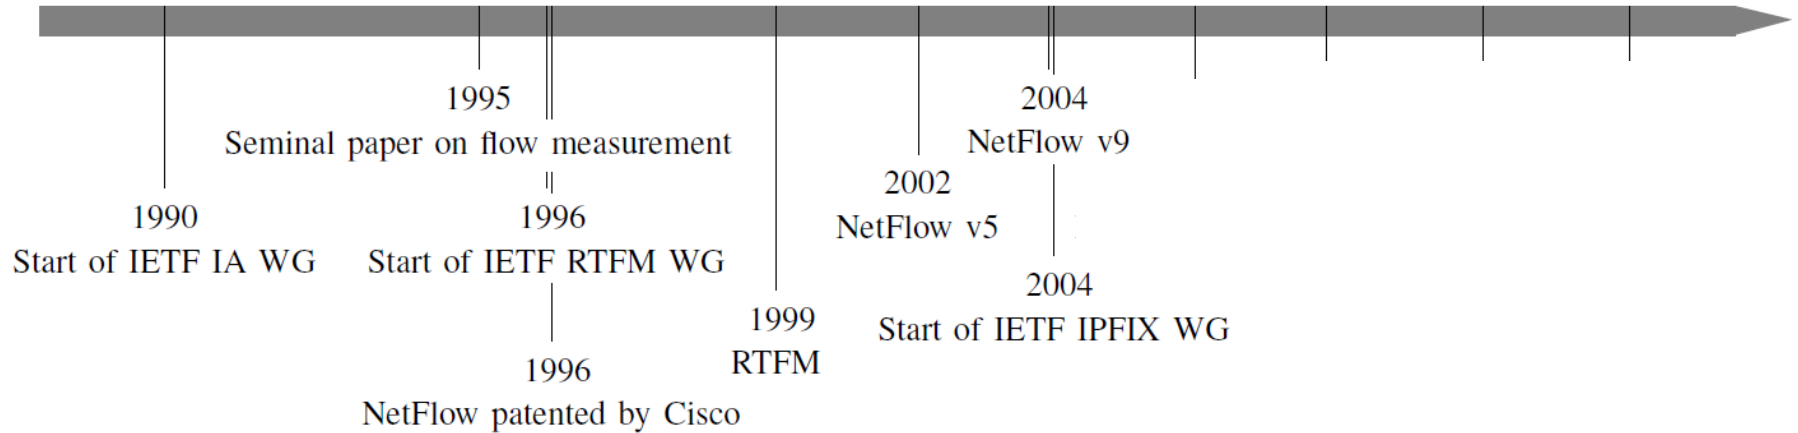 1990
Start of IETF IA WG
1995
Seminal paper on flow measurement
1996
Start of IETF RTFM WG
1996
NetFlow patented by Cisco
1999
RTFM
2002
NetFlow v5
2004
NetFlow v9
2004
Start of IETF IPFIX WG